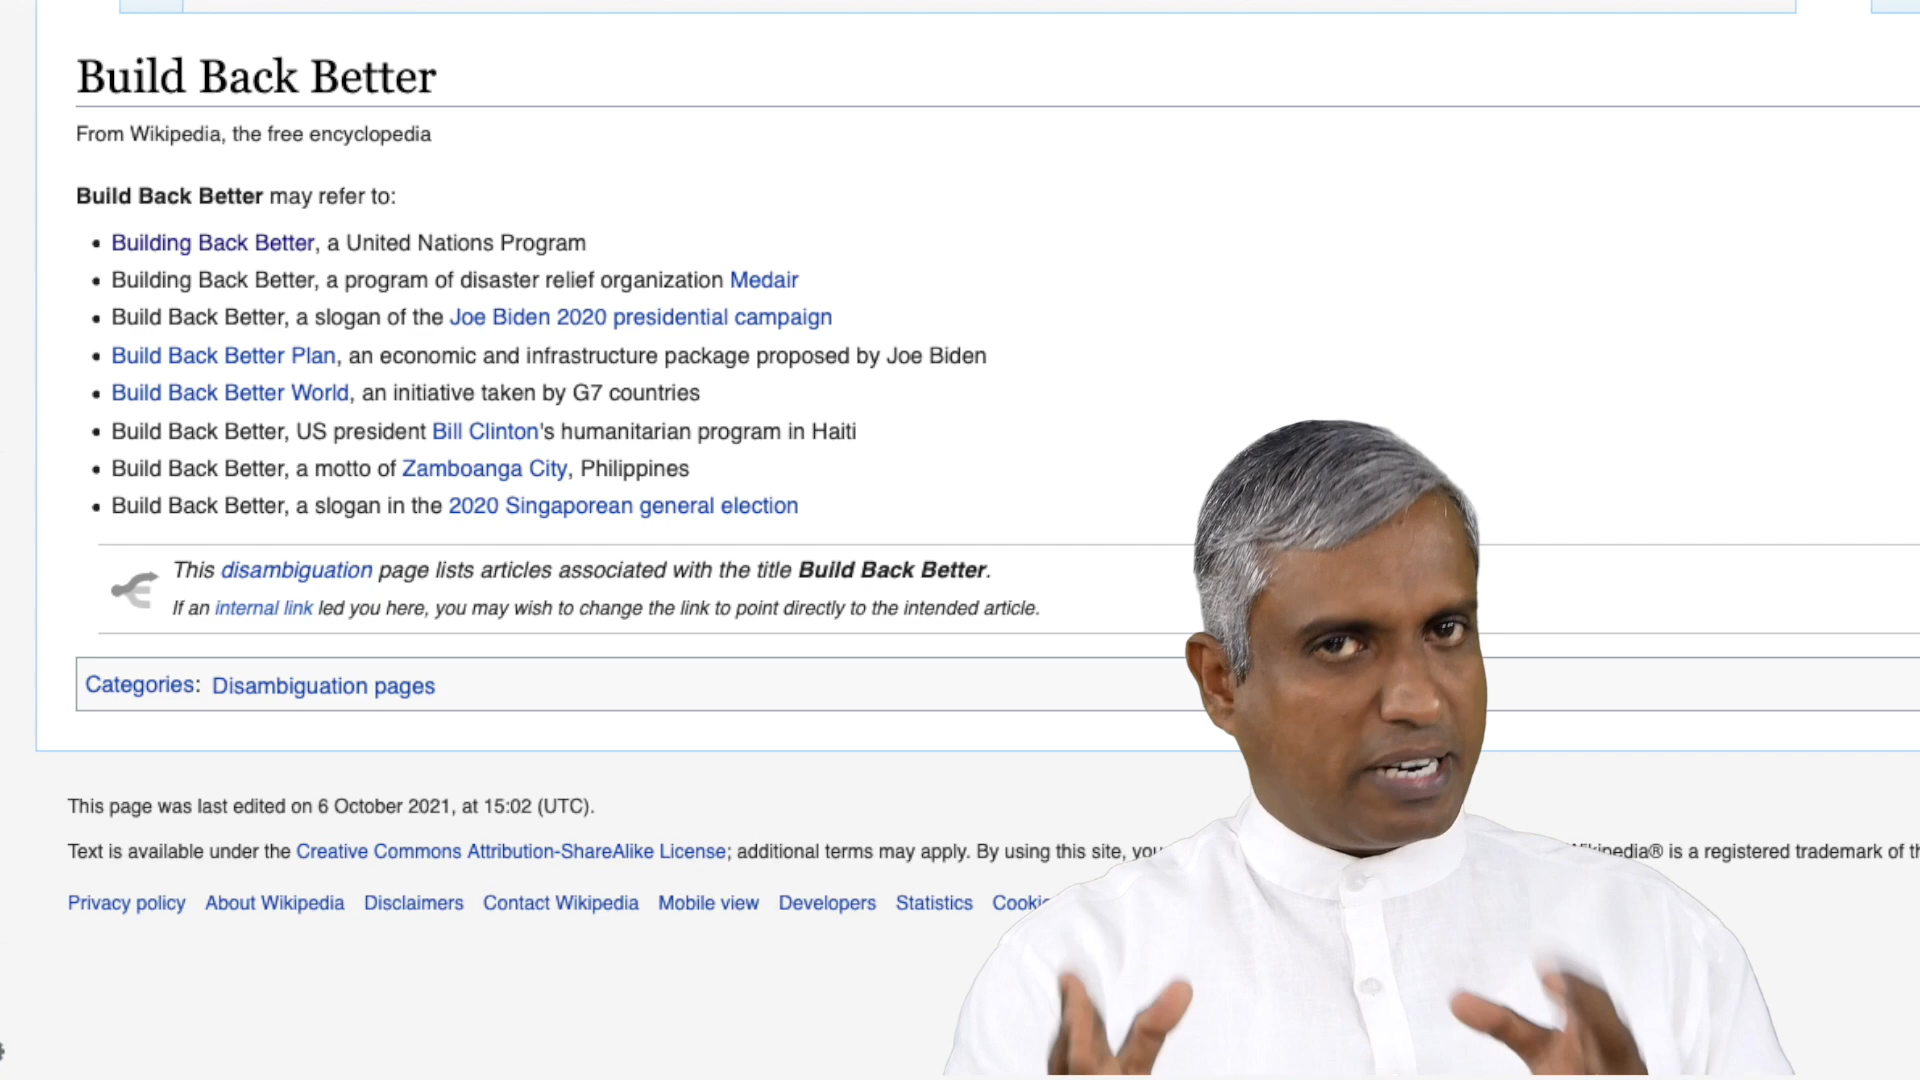 Build Back Better
From Wikipedia, the free encyclopedia
Build Back Better may refer to:
• Building Back Better, a United Nations Program
• Building Back Better, a program of disaster relief organization Medair
• Build Back Better, a slogan of the Joe Biden 2020 presidential campaign
• Build Back Better Plan, an economic and infrastructure package proposed by Joe Biden
• Build Back Better World, an initiative taken by G7 countries
• Build Back Better, US president Bill Clinton's humanitarian program in Haiti
• Build Back Better, a motto of Zamboanga City, Philippines
• Build Back Better, a slogan in the 2020 Singaporean general election
This disambiguation page lists articles associated with the title Build Back Better.
If an internal link led you here, you may wish to change the link to point directly to the intended article.
Categories: Disambiguation pages
This page was last edited on 6 October 2021, at 15:02 (UTC).
Text is available under the Creative Commons Attribution-ShareAlike License; additional terms may apply. By using this site, is a registered trademark of
Privacy policy About Wikipedia Disclaimers Contact Wikipedia Mobile view Developers Statistics